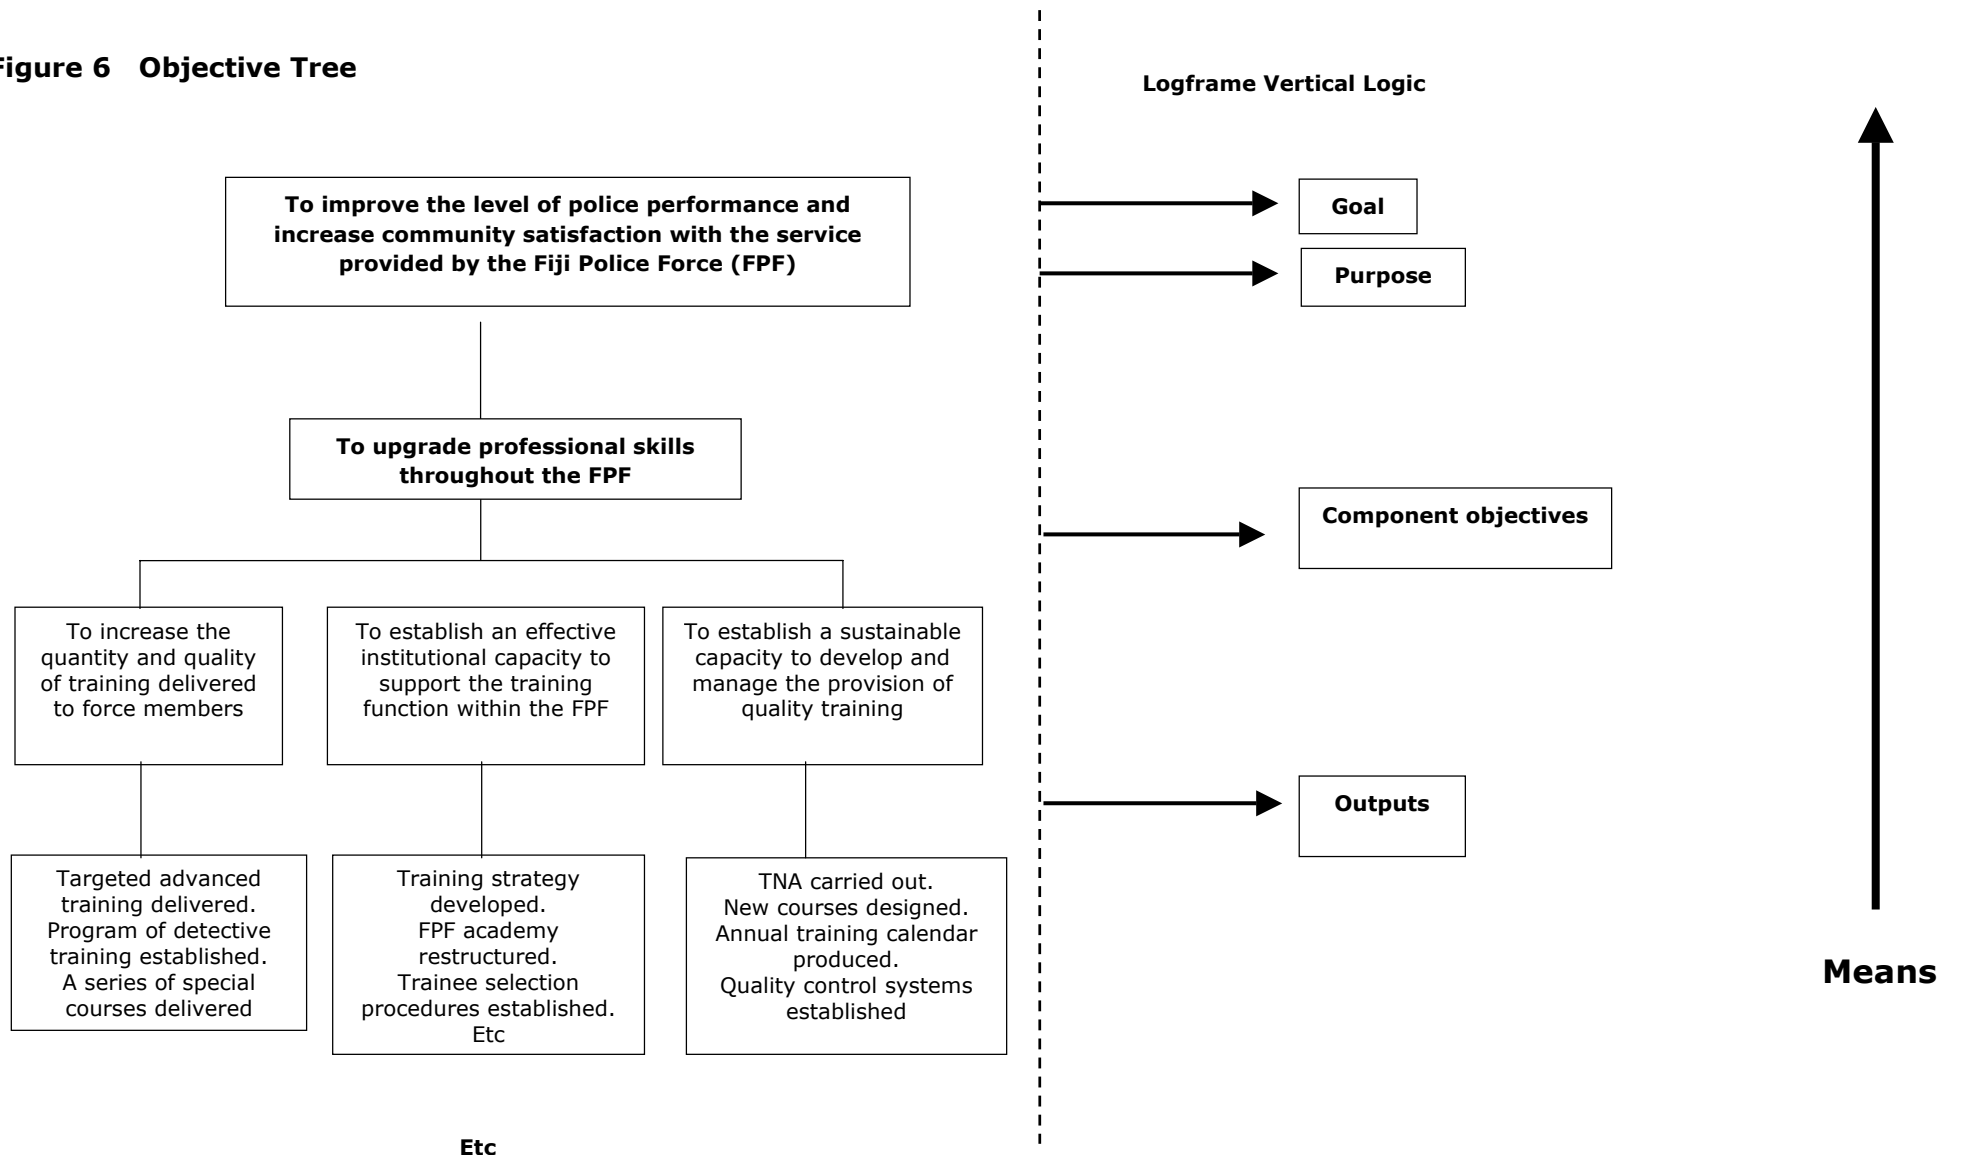 Figure 6 Objective Tree
Logframe Vertical Logic
To improve the level of police performance and
increase community satisfaction with the service
provided by the Fiji Police Force (FPF)
Goal
Purpose
To upgrade professional skills
throughout the FPF
Component objectives
To increase the
quantity and quality
of training delivered
to force members
To establish an effective
institutional capacity to
support the training
function within the FPF
To establish a sustainable
capacity to develop and
manage the provision of
quality training
Outputs
Targeted advanced
training delivered.
Program of detective
training established.
A series of special
courses delivered
Training strategy
developed.
FPF academy
restructured.
Trainee selection
procedures established.
Etc
TNA carried out.
New courses designed.
Annual training calendar
produced.
Quality control systems
established
Means
Etc